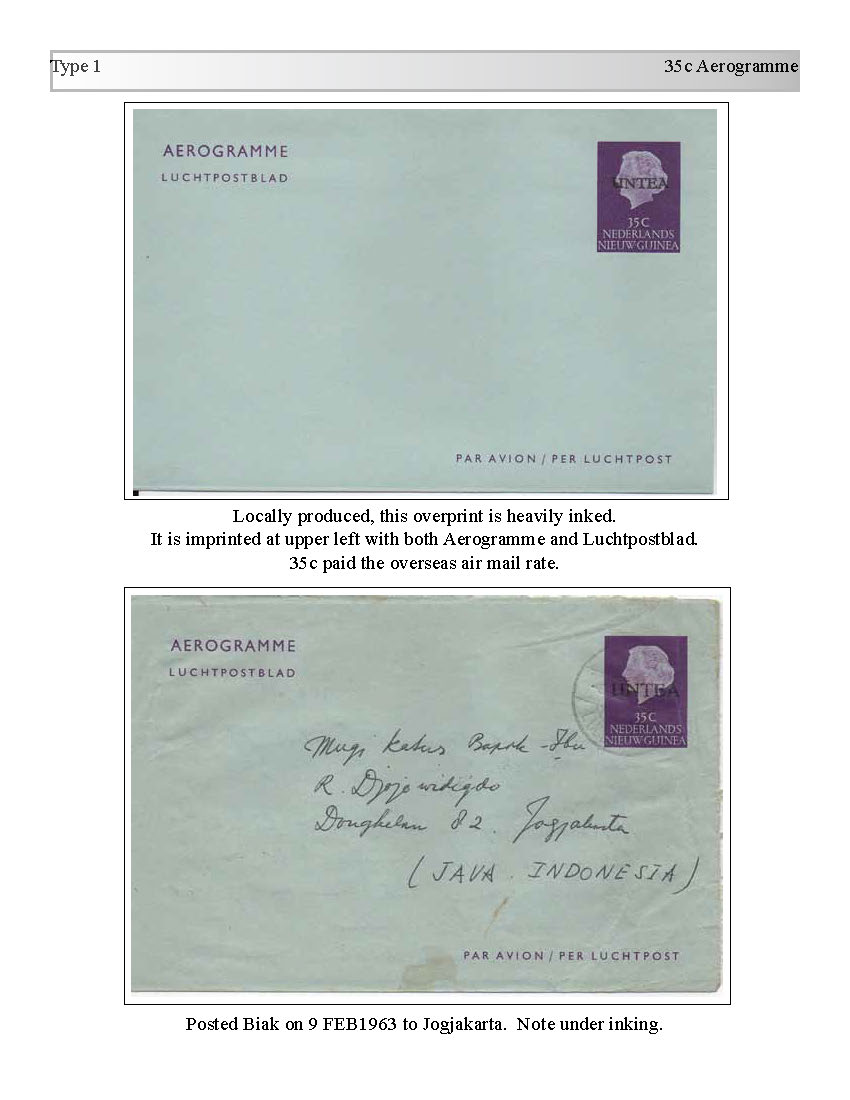 Type 1
35c Aerogramme
AEROGRAMME
LUCHTPOSTBLAD
UNTEA
35C
NEDERLANDS
NIEUW-GUINEA
PAR AVION / PER LUCHTPOST
Locally produced, this overprint is heavily inked.
It is imprinted at upper left with both Aerogramme and Luchtpostblad.
35c paid the overseas air mail rate.
AEROGRAMME
LUCHTPOSTBLAD
UNTEA
35C
NEDERLANDS
NIEUW GUINEA
Mugi Katur Bapak - Ibu
R. Djojowidigdo
Dongkelan 82. Jogjakarta
( JAVA . INDONESIA )
PAR AVION / PER LUCHTPOST
Posted Biak on 9 FEB1963 to Jogjakarta.  Note under inking.